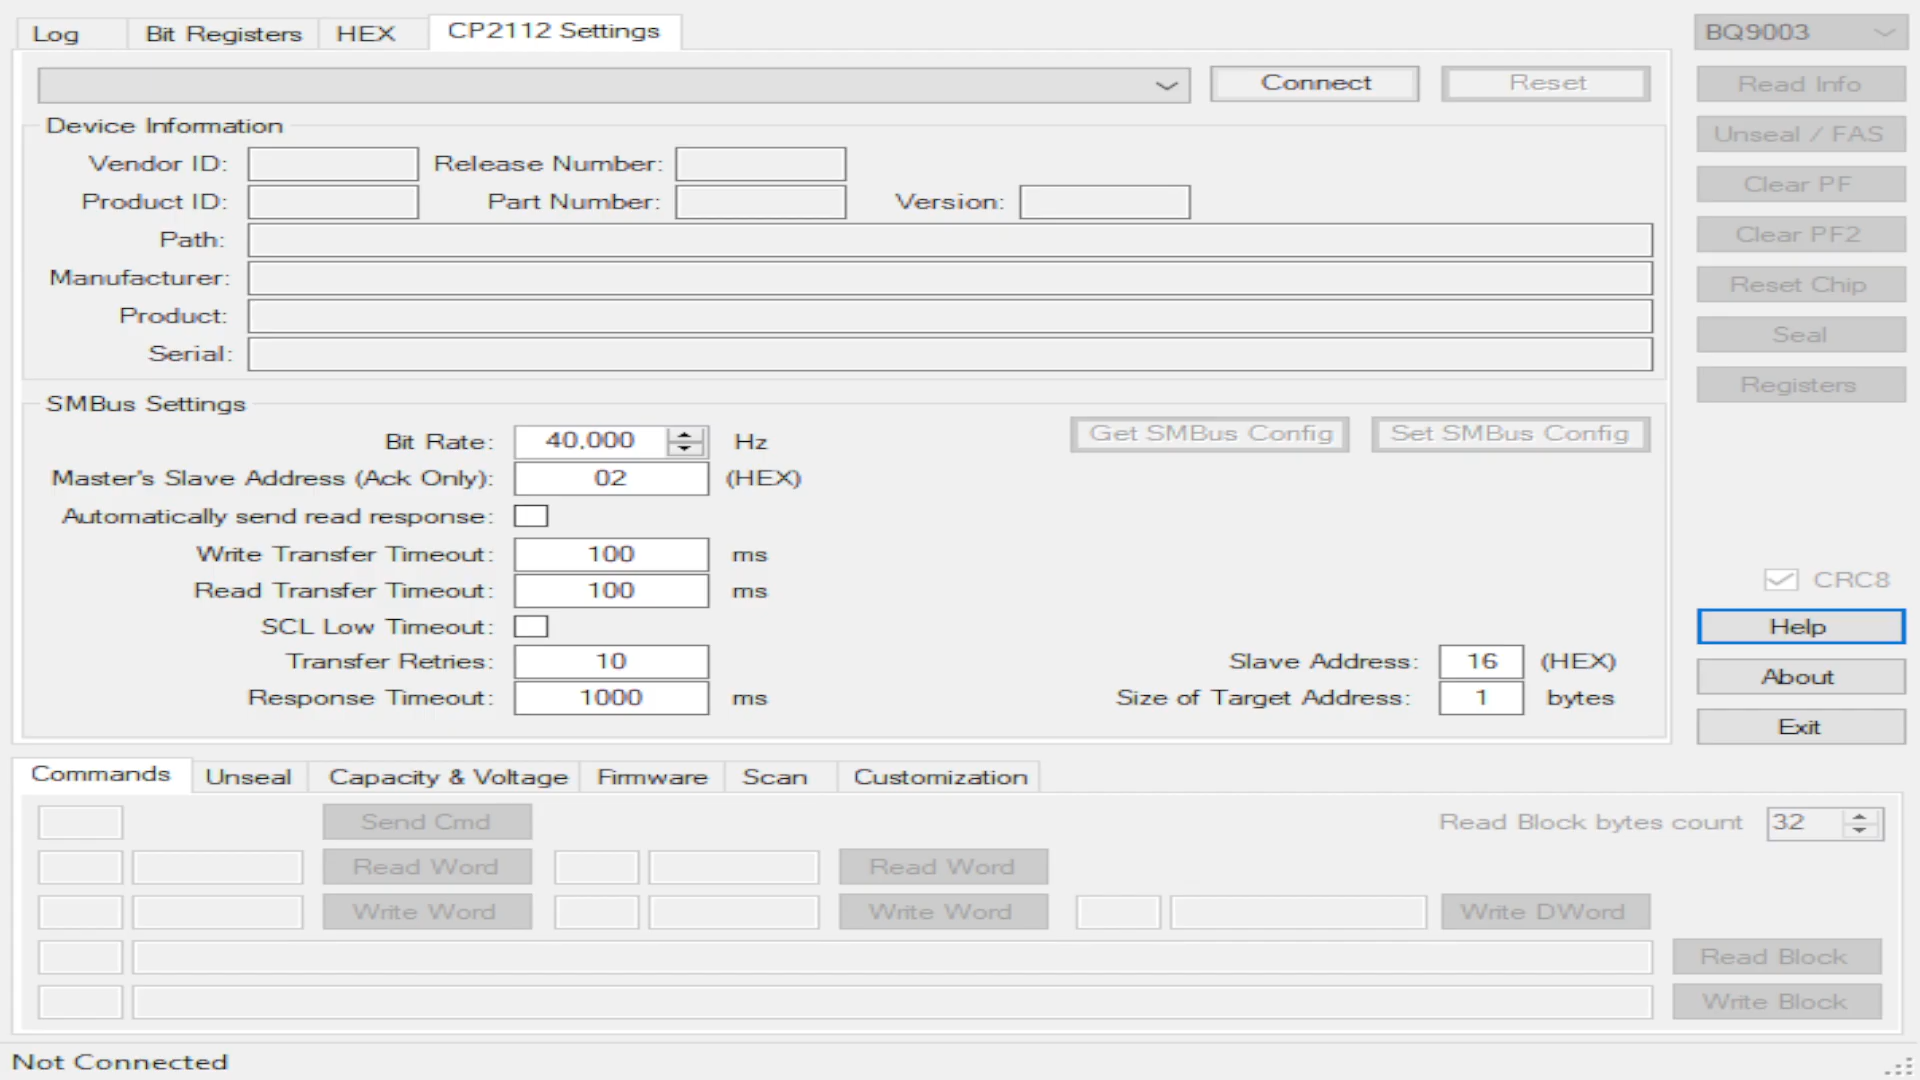 Log Bit Registers HEX CP2112 Settings BQ9003
Connect Reset Read Info
Device Information
Unseal / FAS
Vendor ID: Release Number:
Clear PF
Product ID: Part Number: Version:
Clear PF2
Path:
Manufacturer: Reset Chip
Product:
Seal
Serial:
Registers
SMBus Settings
Bit Rate: 40,000 Hz Get SMBus Config Set SMBus Config
Master's Slave Address (Ack Only): 02 (HEX)
Automatically send read response:
Write Transfer Timeout: 100 ms
CRC8
Read Transfer Timeout: 100 ms
SCL Low Timeout: Help
Transfer Retries: 10 Slave Address: 16 (HEX)
About
Response Timeout: 1000 ms Size of Target Address: 1 bytes
Exit
Commands Unseal Capacity & Voltage Firmware Scan Customization
Send Cmd Read Block bytes count 32
Read Word Read Word
Write Word Write Word Write DWord
Read Block
Write Block
Not Connected